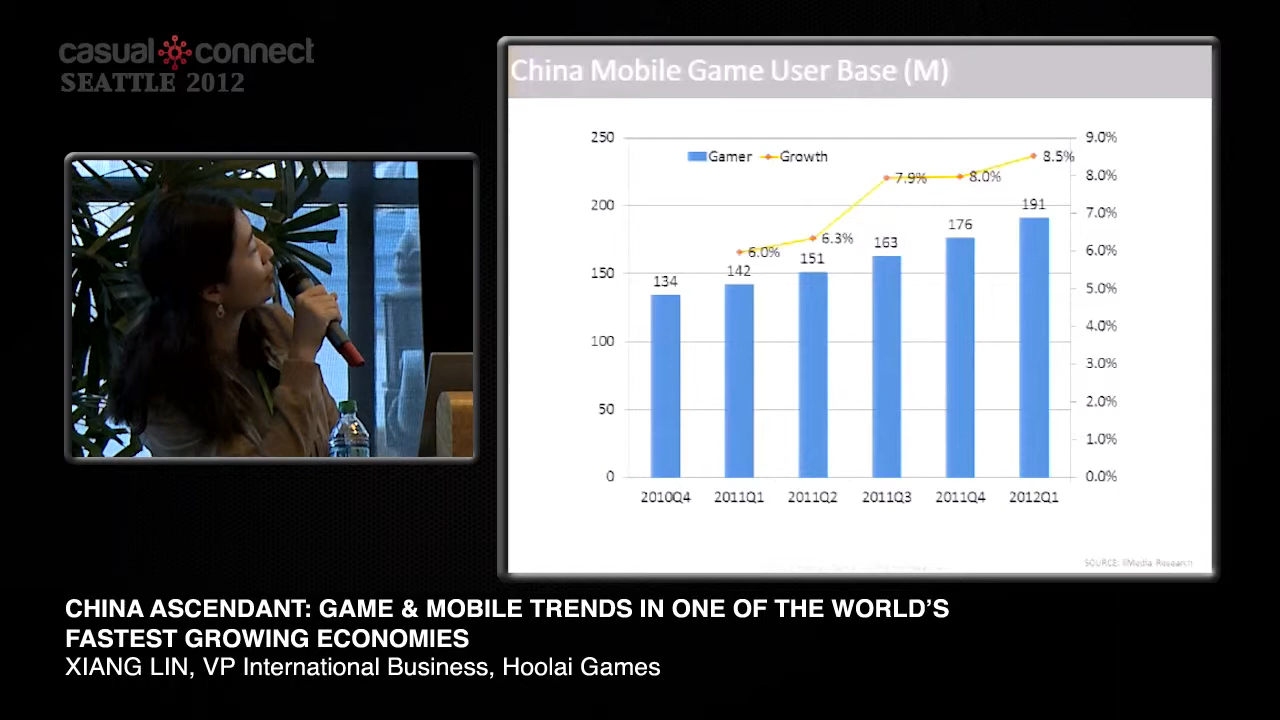 casual connect
SEATTLE 2012
China Mobile Game User Base (M)
250
200
150
100
50
0
Gamer
Growth
9.0%
8.0%
7.0%
6.0%
5.0%
4.0%
3.0%
2.0%
1.0%
0.0%
6.0%
6.3%
7.9%
8.0%
8.5%
134
142
151
163
176
191
2010Q4 2011Q1 2011Q2 2011Q3 2011Q4 2012Q1
SOURCE: iiMedia Research
CHINA ASCENDANT: GAME & MOBILE TRENDS IN ONE OF THE WORLD'S
FASTEST GROWING ECONOMIES
XIANG LIN, VP International Business, Hoolai Games